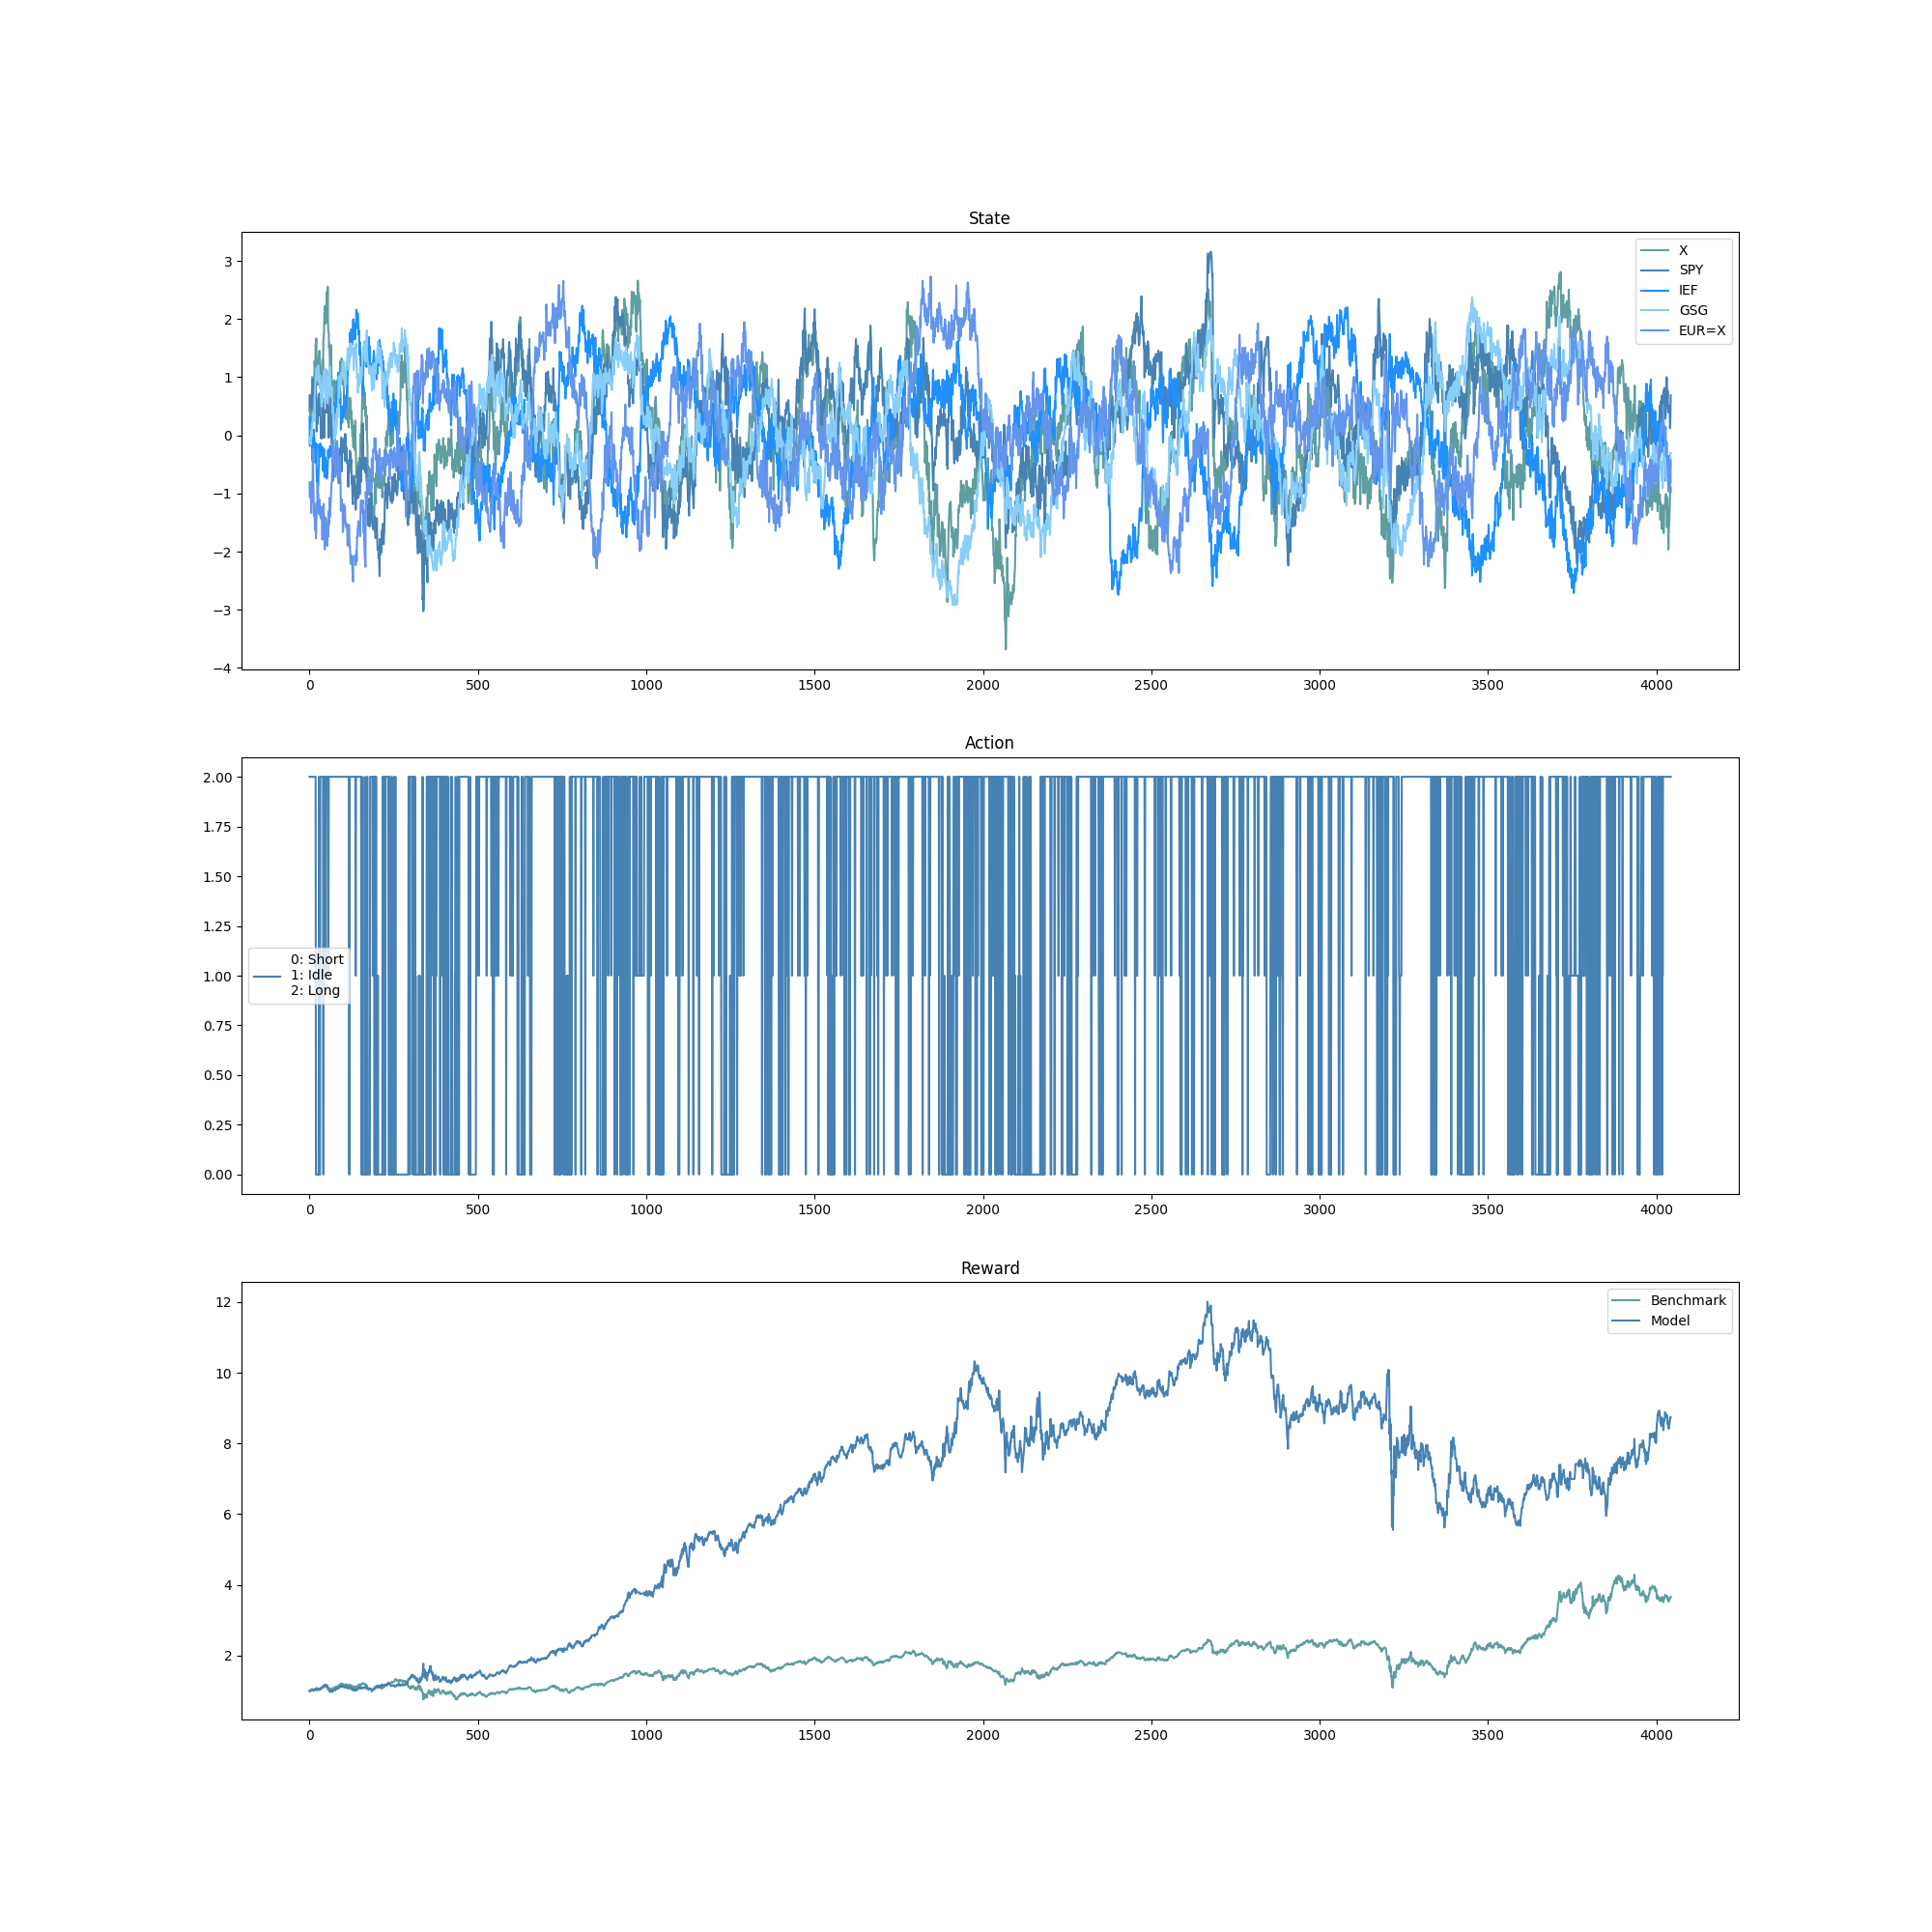 State
3
2
1
0
−1
−2
−3
−4
X
SPY
IEF
GSG
EUR=X
0 500 1000 1500 2000 2500 3000 3500 4000
Action
2.00
1.75
1.50
1.25
1.00
0.75
0.50
0.25
0.00
0: Short
1: Idle
2: Long
0 500 1000 1500 2000 2500 3000 3500 4000
Reward
12
10
8
6
4
2
Benchmark
Model
0 500 1000 1500 2000 2500 3000 3500 4000